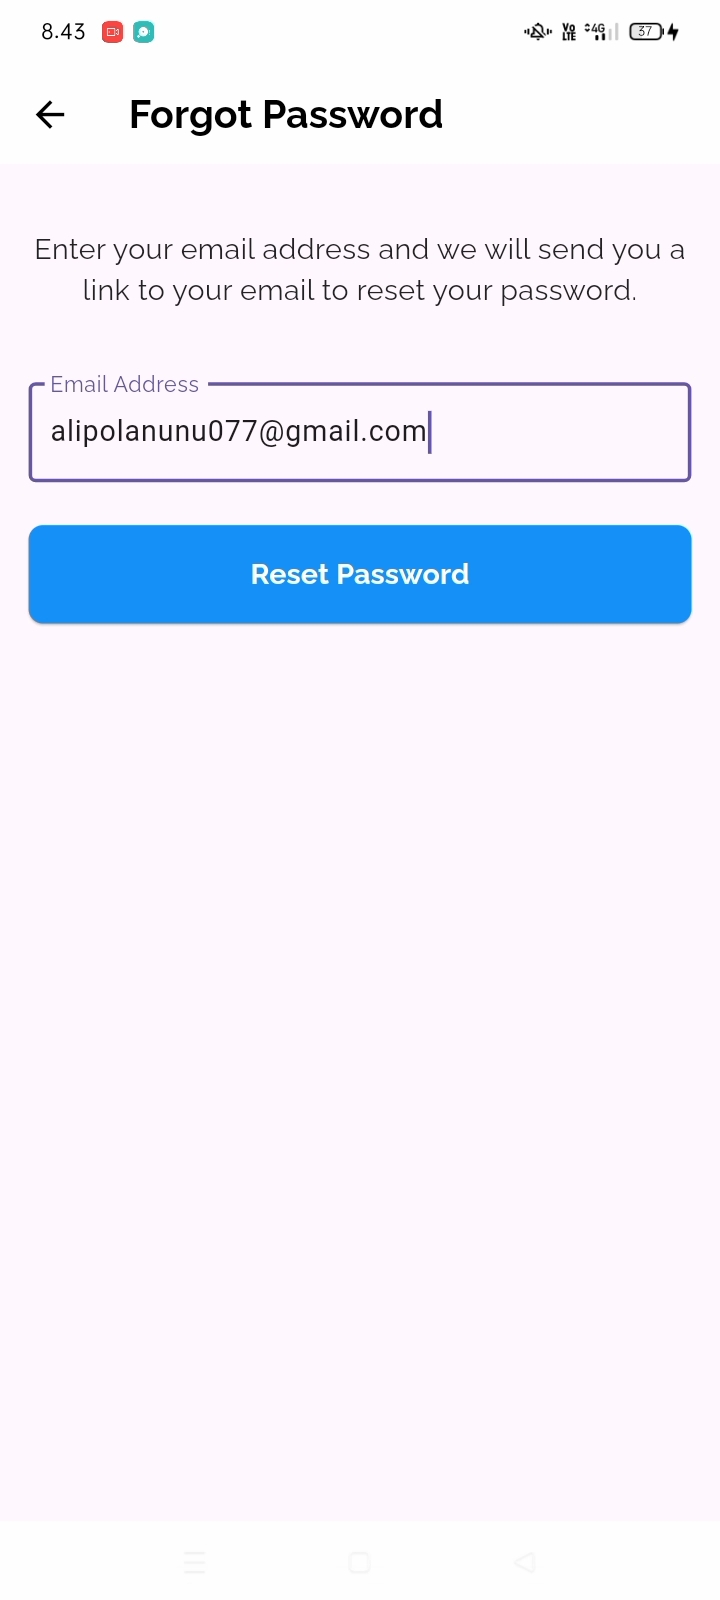 8.43
Vo
LTE
4G
37
Forgot Password
Enter your email address and we will send you a
link to your email to reset your password.
Email Address
alipolanunu077@gmail.com
Reset Password